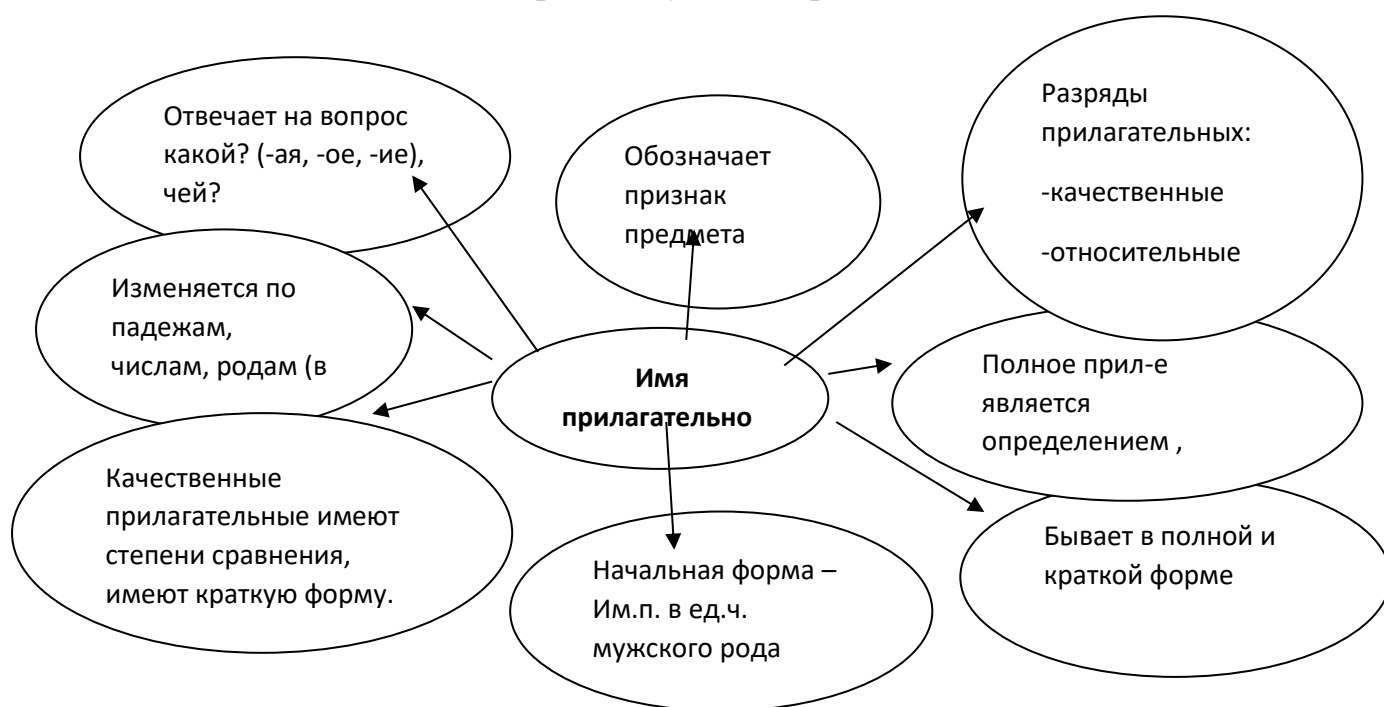 Отвечает на вопрос
какой? (-ая, -ое, -ие),
чей?
Обозначает
признак
предмета
Разряды
прилагательных:
-качественные
-относительные
Изменяется по
падежам,
числам, родам (в
Имя
прилагательно
Полное прил-е
является
определением ,
Качественные
прилагательные имеют
степени сравнения,
имеют краткую форму.
Начальная форма –
Им.п. в ед.ч.
мужского рода
Бывает в полной и
краткой форме